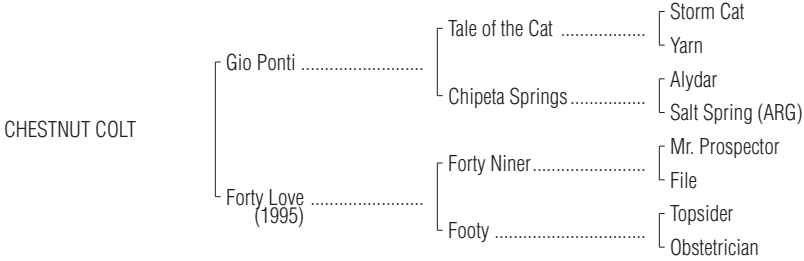 Storm Cat
Tale of the Cat ..................
Yarn
Gio Ponti ..........................
Alydar
Chipeta Springs ................
Salt Spring (ARG)
CHESTNUT COLT
Mr. Prospector
Forty Niner ........................
File
Forty Love ........................
(1995)
Topsider
Footy ................................
Obstetrician